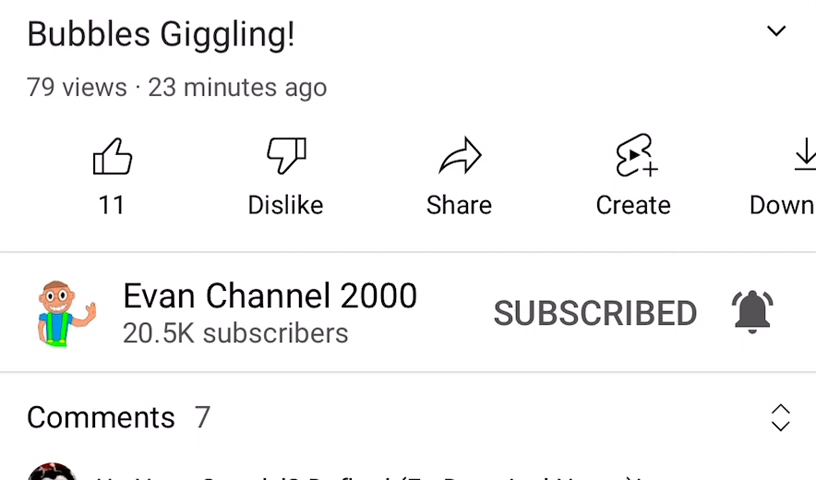 Bubbles Giggling!
79 views · 23 minutes ago
11 Dislike Share Create Down
Evan Channel 2000
20.5K subscribers
SUBSCRIBED
Comments 7